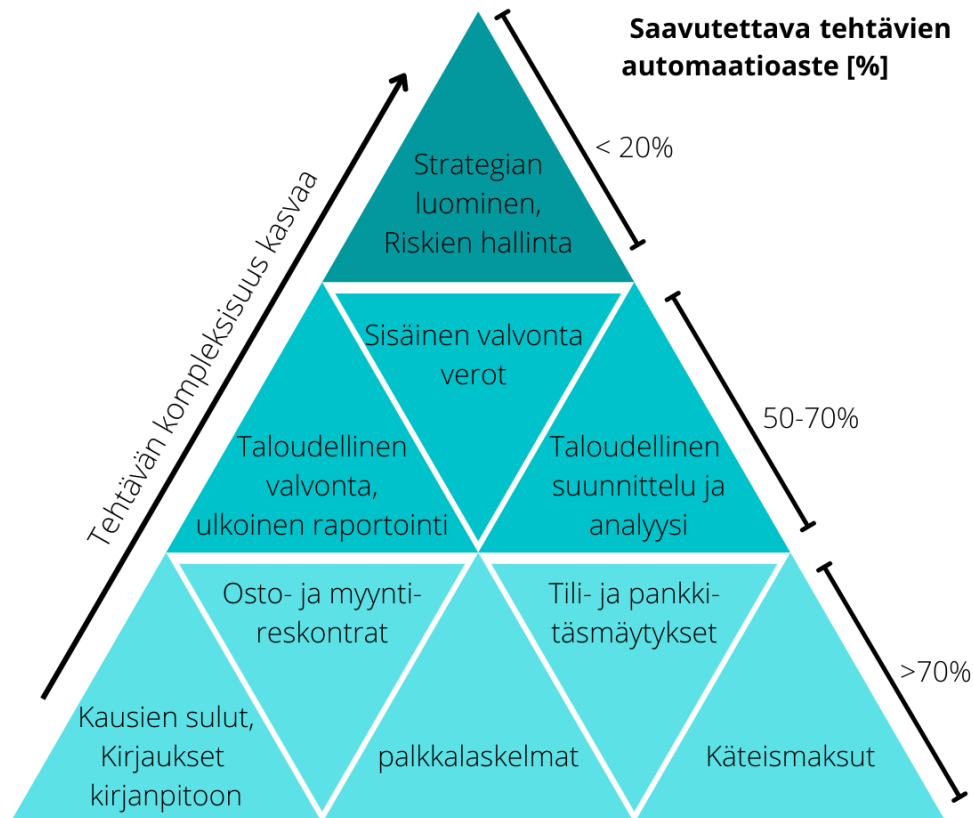 Saavutettava tehtävien
automaatioaste [%]
Tehtävän kompleksisuus kasvaa
Strategian
luominen,
Riskien hallinta
< 20%
Sisäinen valvonta
verot
Taloudellinen
valvonta,
ulkoinen raportointi
Taloudellinen
suunnittelu ja
analyysi
50-70%
Osto- ja myynti-
reskontrat
Tili- ja pankki-
täsmäytykset
>70%
Kausien sulut,
Kirjaukset
kirjanpitoon
palkkalaskelmat
Käteismaksut